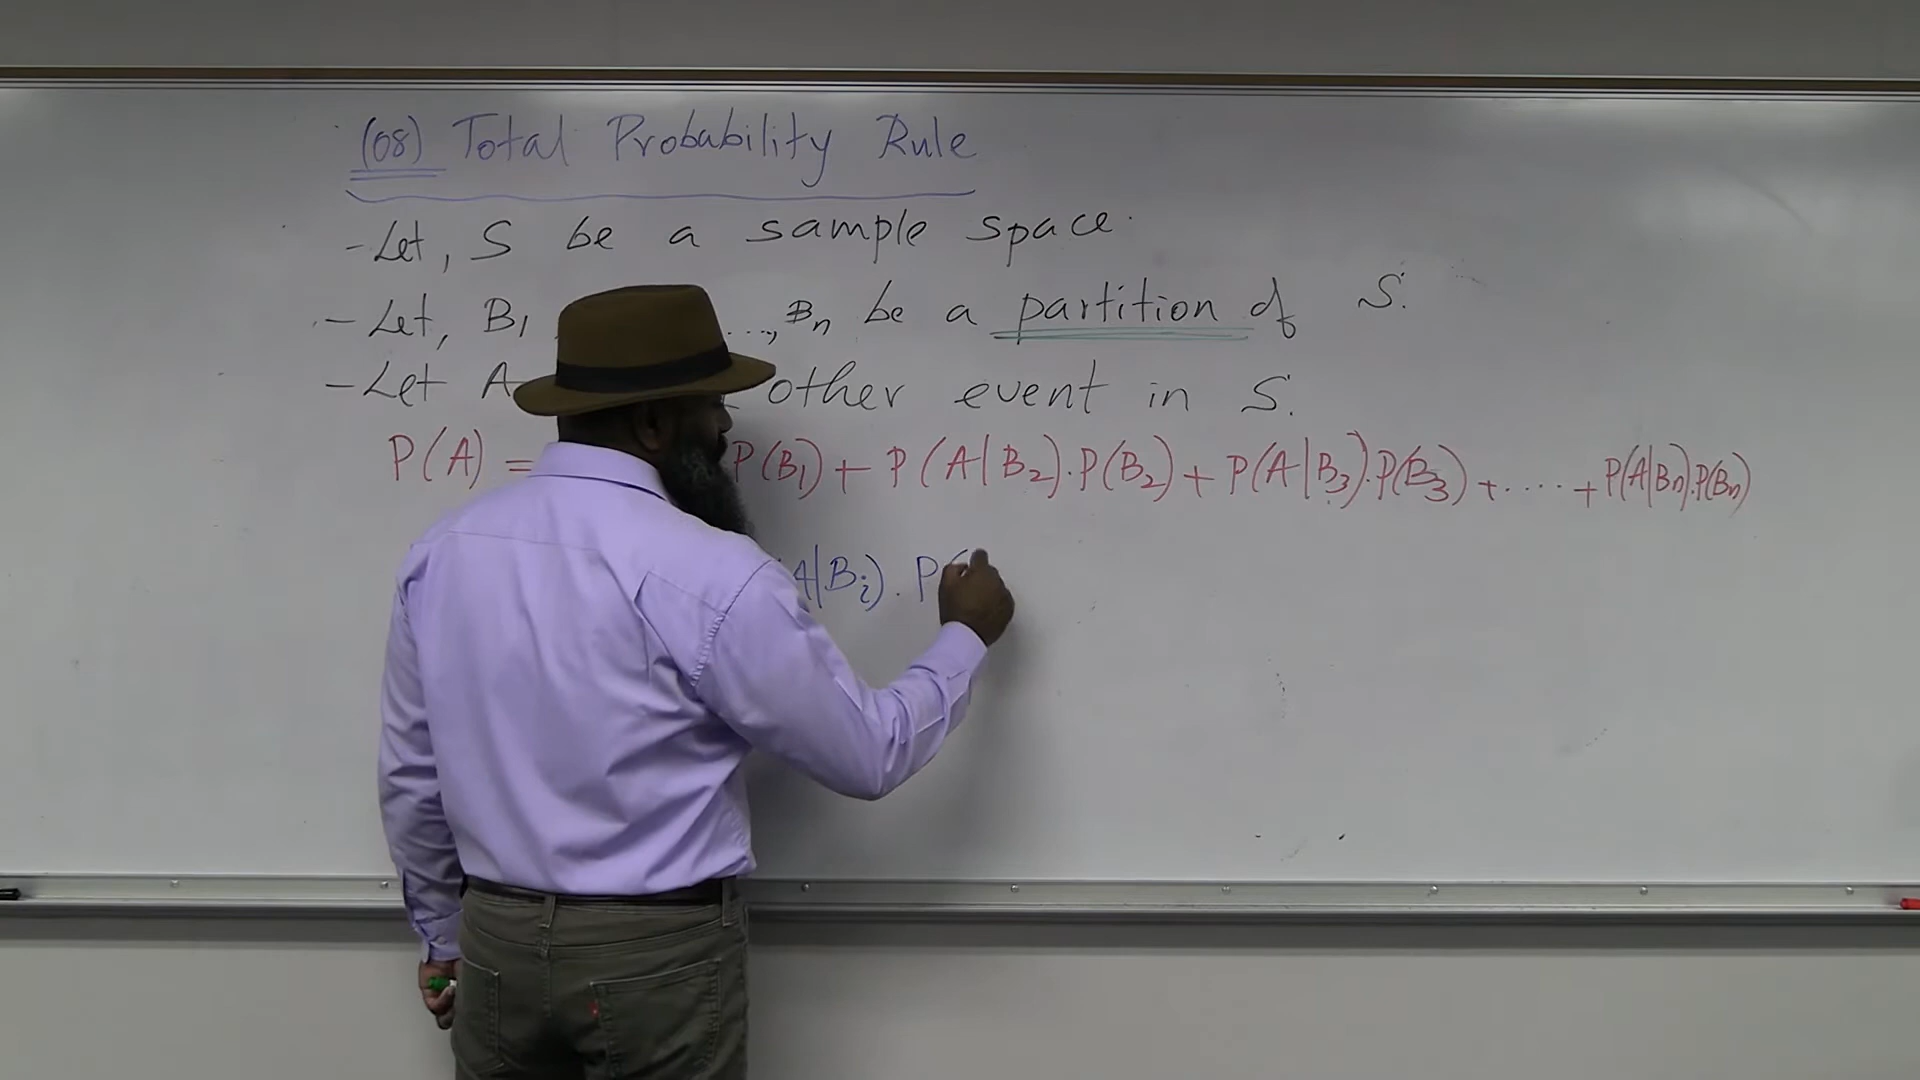 (08) Total Probability Rule
- Let, S be a sample space.
- Let, B1 ..., Bn be a partition of S.
- Let A other event in S.
P(A) = P(B1) + P(A|B2).P(B2) + P(A|B3).P(B3) + ..... + P(A|Bn).P(Bn)
A|Bi). P(